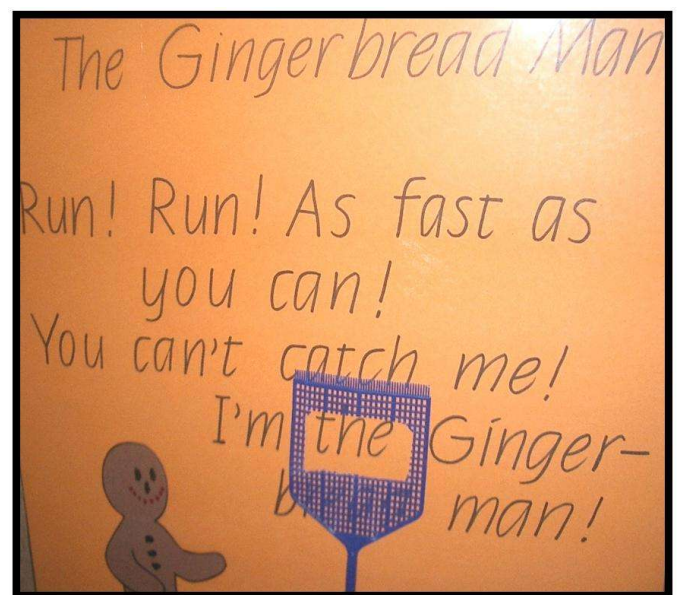 The Gingerbread Man
Run! Run! As fast as
you can!
You can't catch me!
I'm the Ginger-
man!